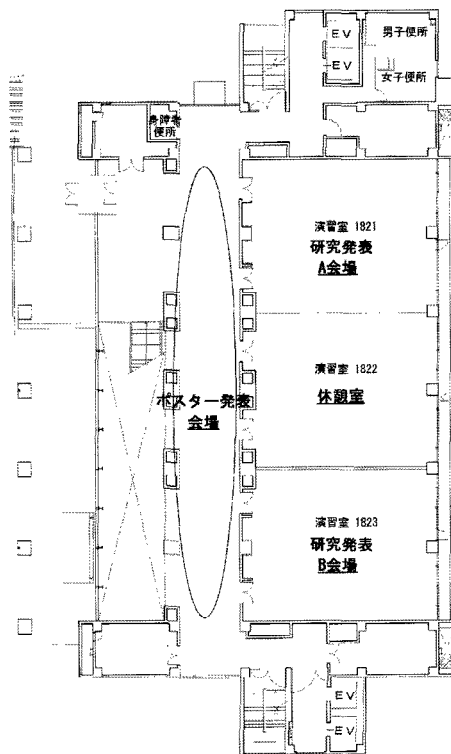 EV
男子便所
EV
女子便所
身障者
便所
演習室 1821
研究発表
A会場
演習室 1822
休憩室
ポスター発表
会場
演習室 1823
研究発表
B会場
EV
EV